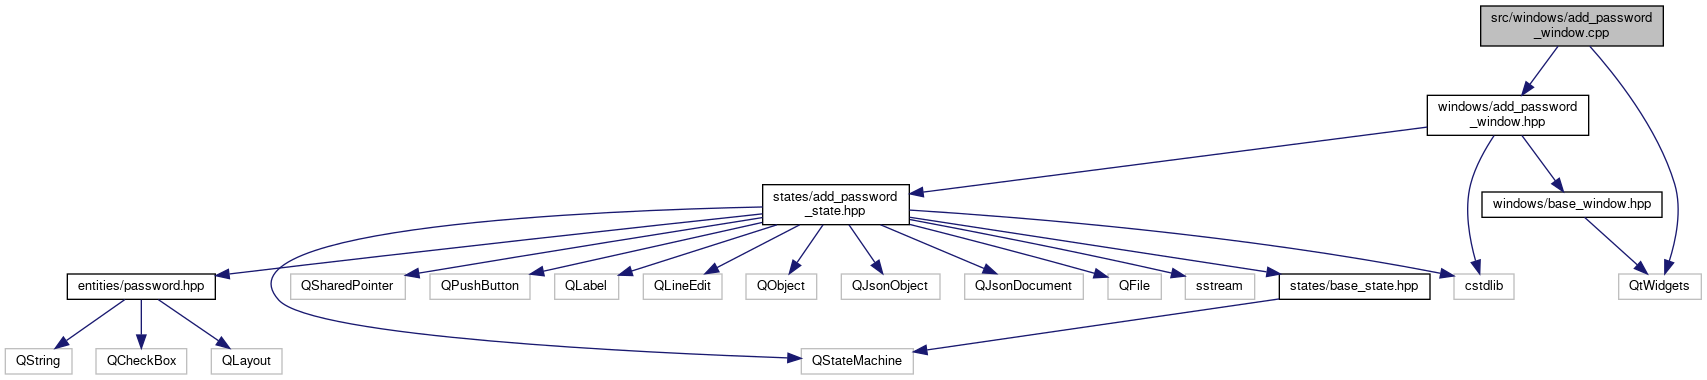 src/windows/add_password
_window.cpp
windows/add_password
_window.hpp
states/add_password
_state.hpp
windows/base_window.hpp
entities/password.hpp
QSharedPointer
QPushButton
QLabel
QLineEdit
QObject
QJsonObject
QJsonDocument
QFile
sstream
states/base_state.hpp
cstdlib
QtWidgets
QString
QCheckBox
QLayout
QStateMachine